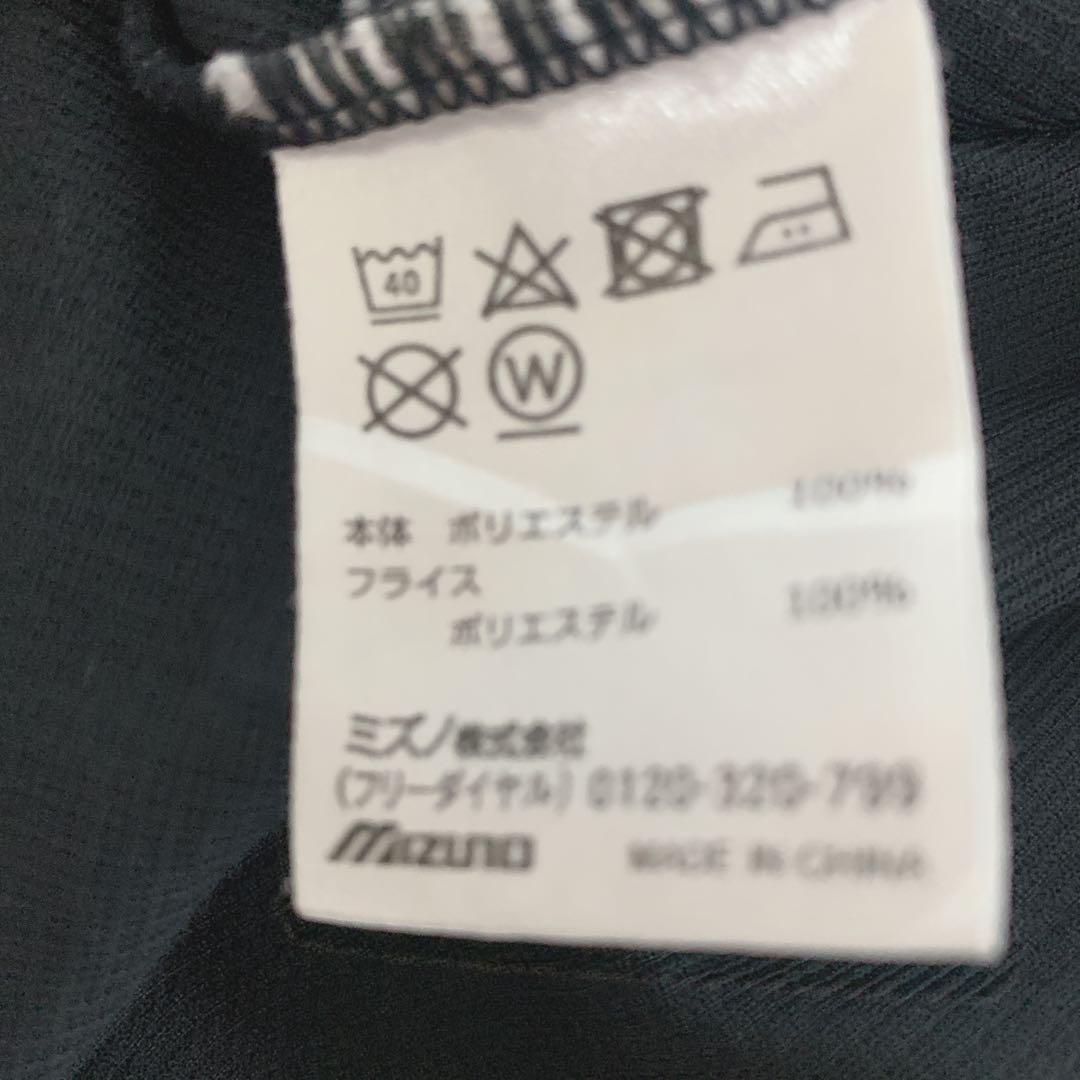 40
W
本体 ポリエステル 100%
フライス
ポリエステル 100%
ミズノ株式会社
(フリーダイヤル) 0120-320-799
MIZUNO MADE IN CHINA